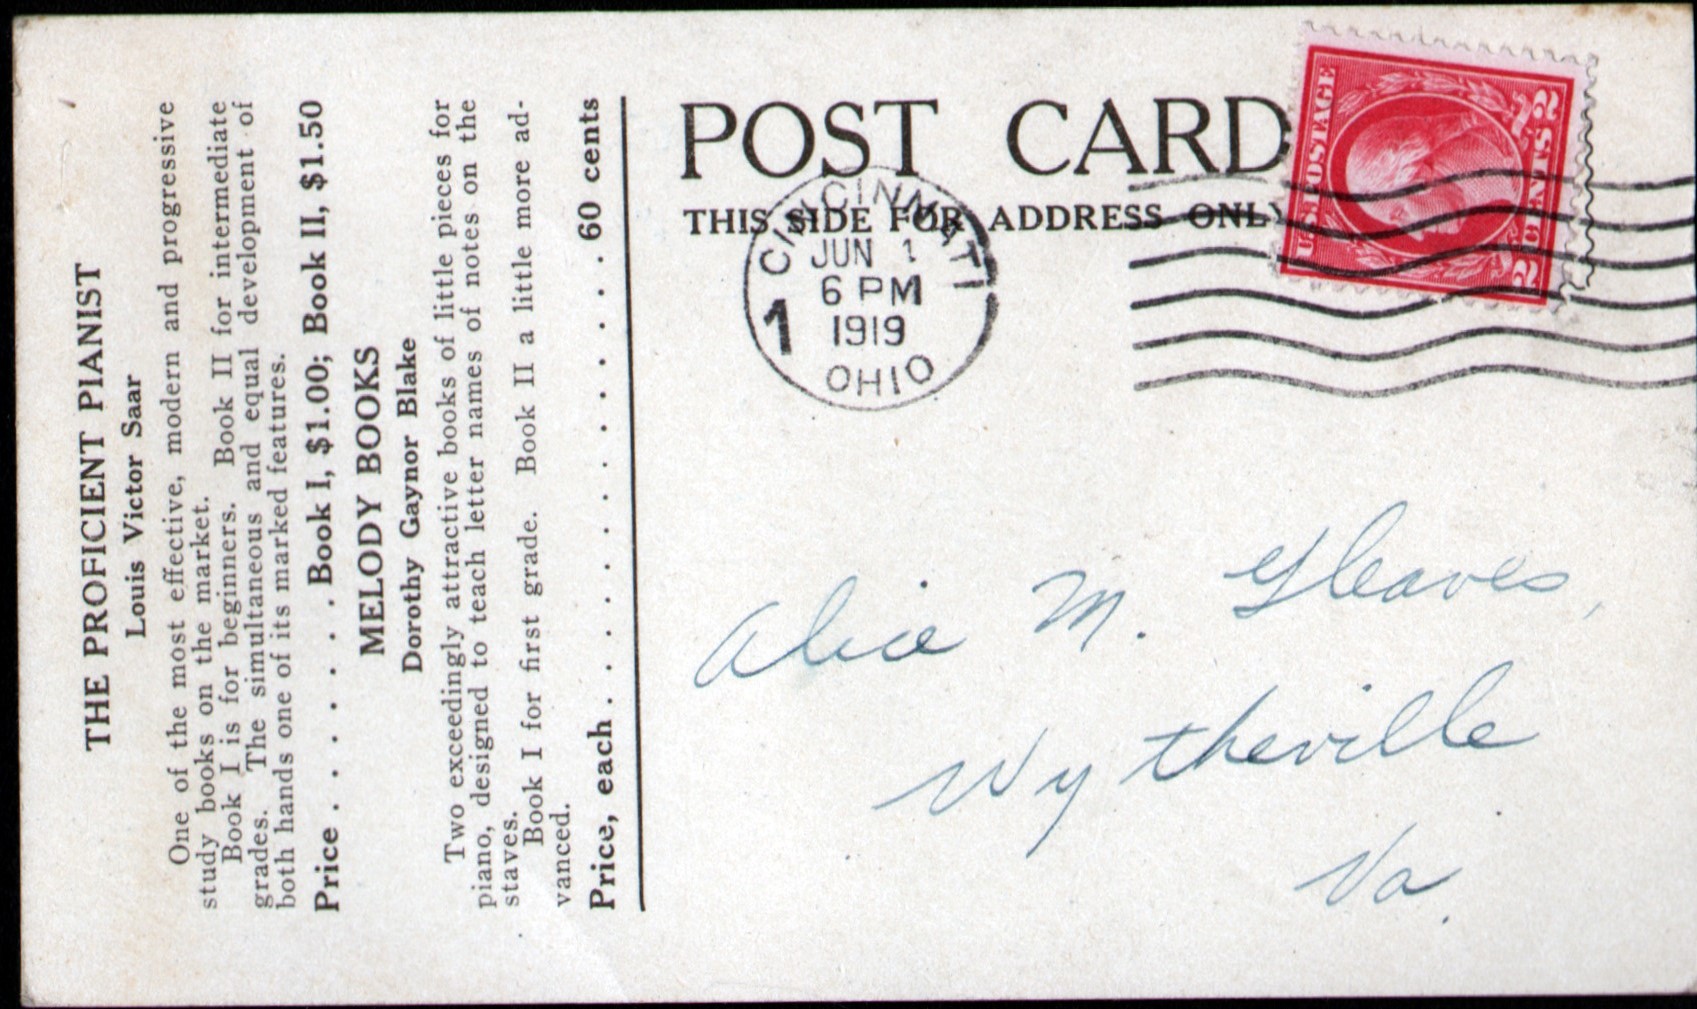 THE PROFICIENT PIANIST
Louis Victor Saar
One of the most effective, modern and progressive
study books on the market.
Book I is for beginners. Book II for intermediate
grades. The simultaneous and equal development of
both hands one of its marked features.
Price . . . . . . . Book I, $1.00; Book II, $1.50
MELODY BOOKS
Dorothy Gaynor Blake
Two exceedingly attractive books of little pieces for
piano, designed to teach letter names of notes on the
staves.
Book I for first grade. Book II a little more ad-
vanced.
Price, each . . . . . . . . . . . . . . . 60 cents
POST CARD
THIS SIDE FOR ADDRESS ONLY
CINCINNATI
JUN 1
6 PM
1919
OHIO
1
U.S. POSTAGE
2 CENTS 2
Alice M. Gleaves,
Wytheville
Va.